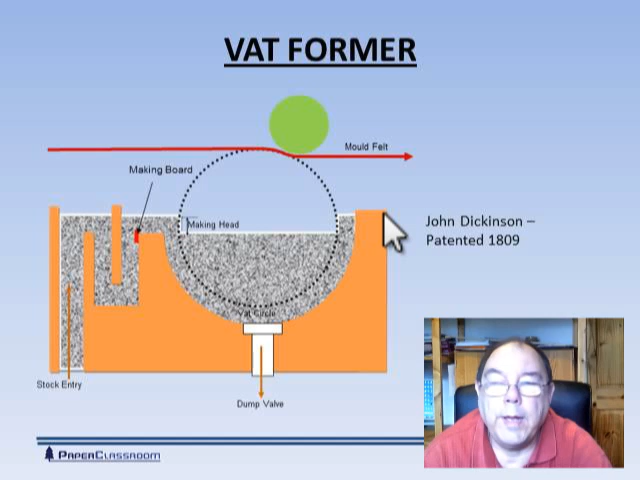 VAT FORMER
Mould Felt
Making Board
Making Head
John Dickinson –
Patented 1809
Vat Circle
Stock Entry
Dump Valve
PAPERCLASSROOM